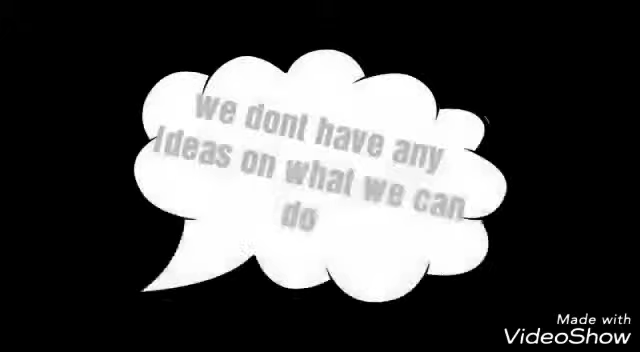 we dont have any
Ideas on what we can
do
Made with
VideoShow